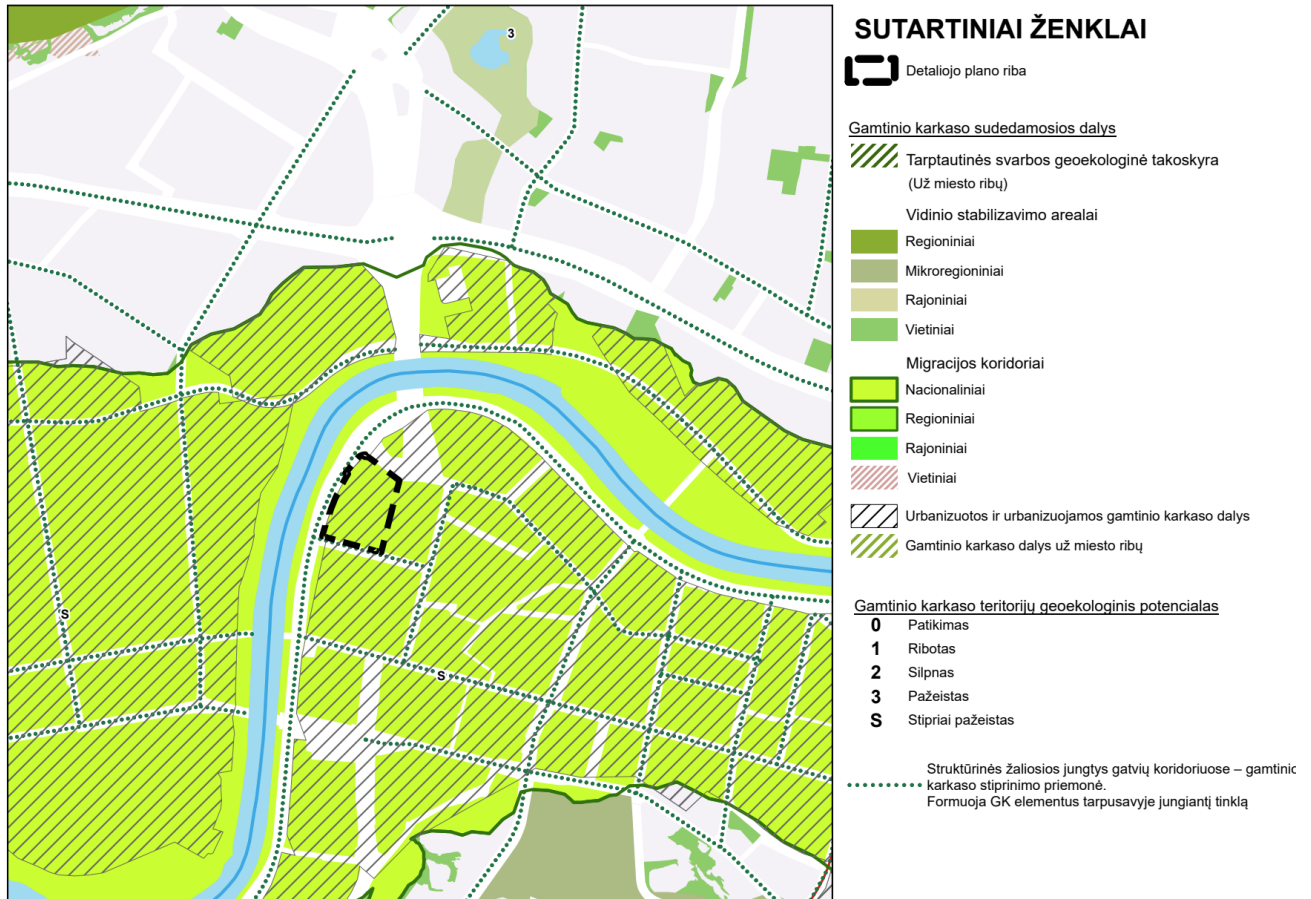 3
S
S
SUTARTINIAI ŽENKLAI
Detaliojo plano riba
Gamtinio karkaso sudedamosios dalys
Tarptautinės svarbos geoekologinė takoskyra
(Už miesto ribų)
Vidinio stabilizavimo arealai
Regioniniai
Mikroregioniniai
Rajoniniai
Vietiniai
Migracijos koridoriai
Nacionaliniai
Regioniniai
Rajoniniai
Vietiniai
Urbanizuotos ir urbanizuojamos gamtinio karkaso dalys
Gamtinio karkaso dalys už miesto ribų
Gamtinio karkaso teritorijų geoekologinis potencialas
0 Patikimas
1 Ribotas
2 Silpnas
3 Pažeistas
S Stipriai pažeistas
Struktūrinės žaliosios jungtys gatvių koridoriuose – gamtinio
karkaso stiprinimo priemonė.
Formuoja GK elementus tarpusavyje jungiantį tinklą